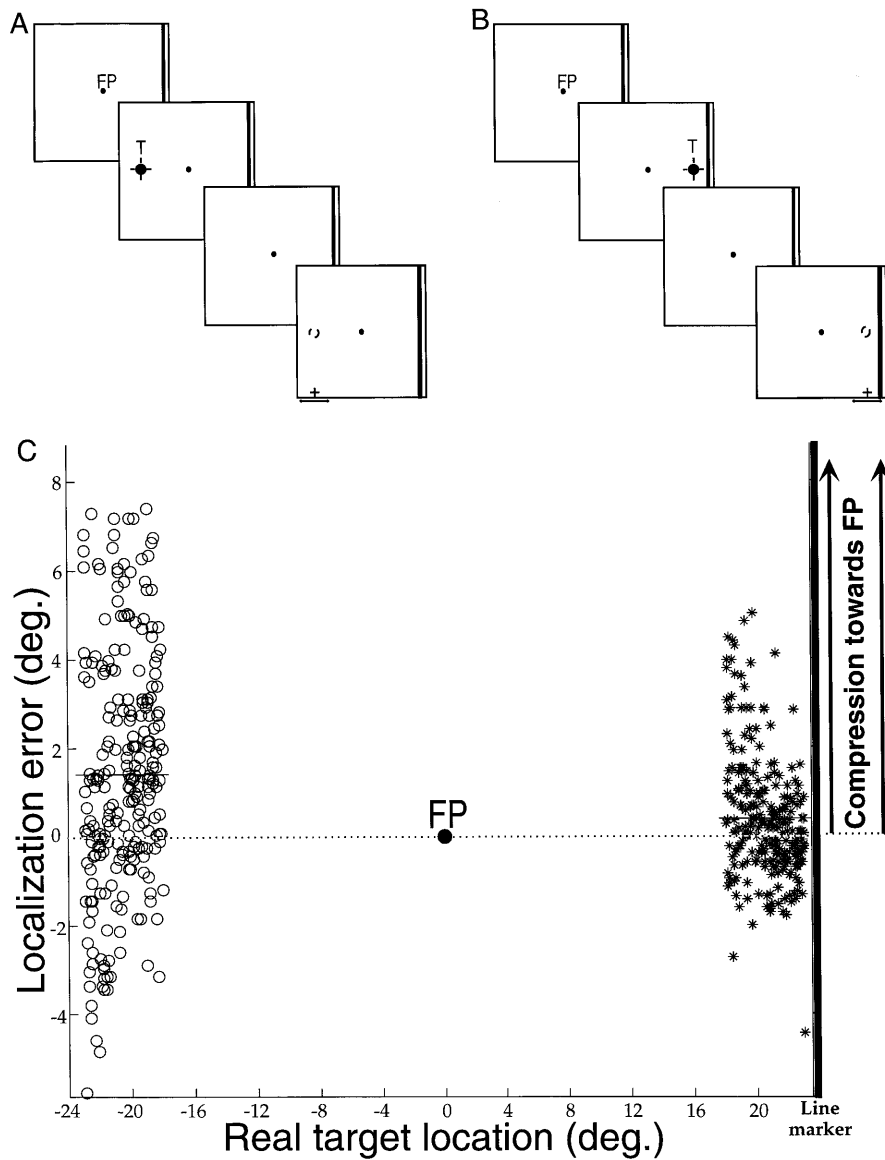 A
FP
T
+
B
FP
T
+
C
Localization error (deg.)
8
6
4
2
0
-2
-4
FP
Compression towards FP
-24 -20 -16 -12 -8 -4 0 4 8 12 16 20 Line
marker
Real target location (deg.)